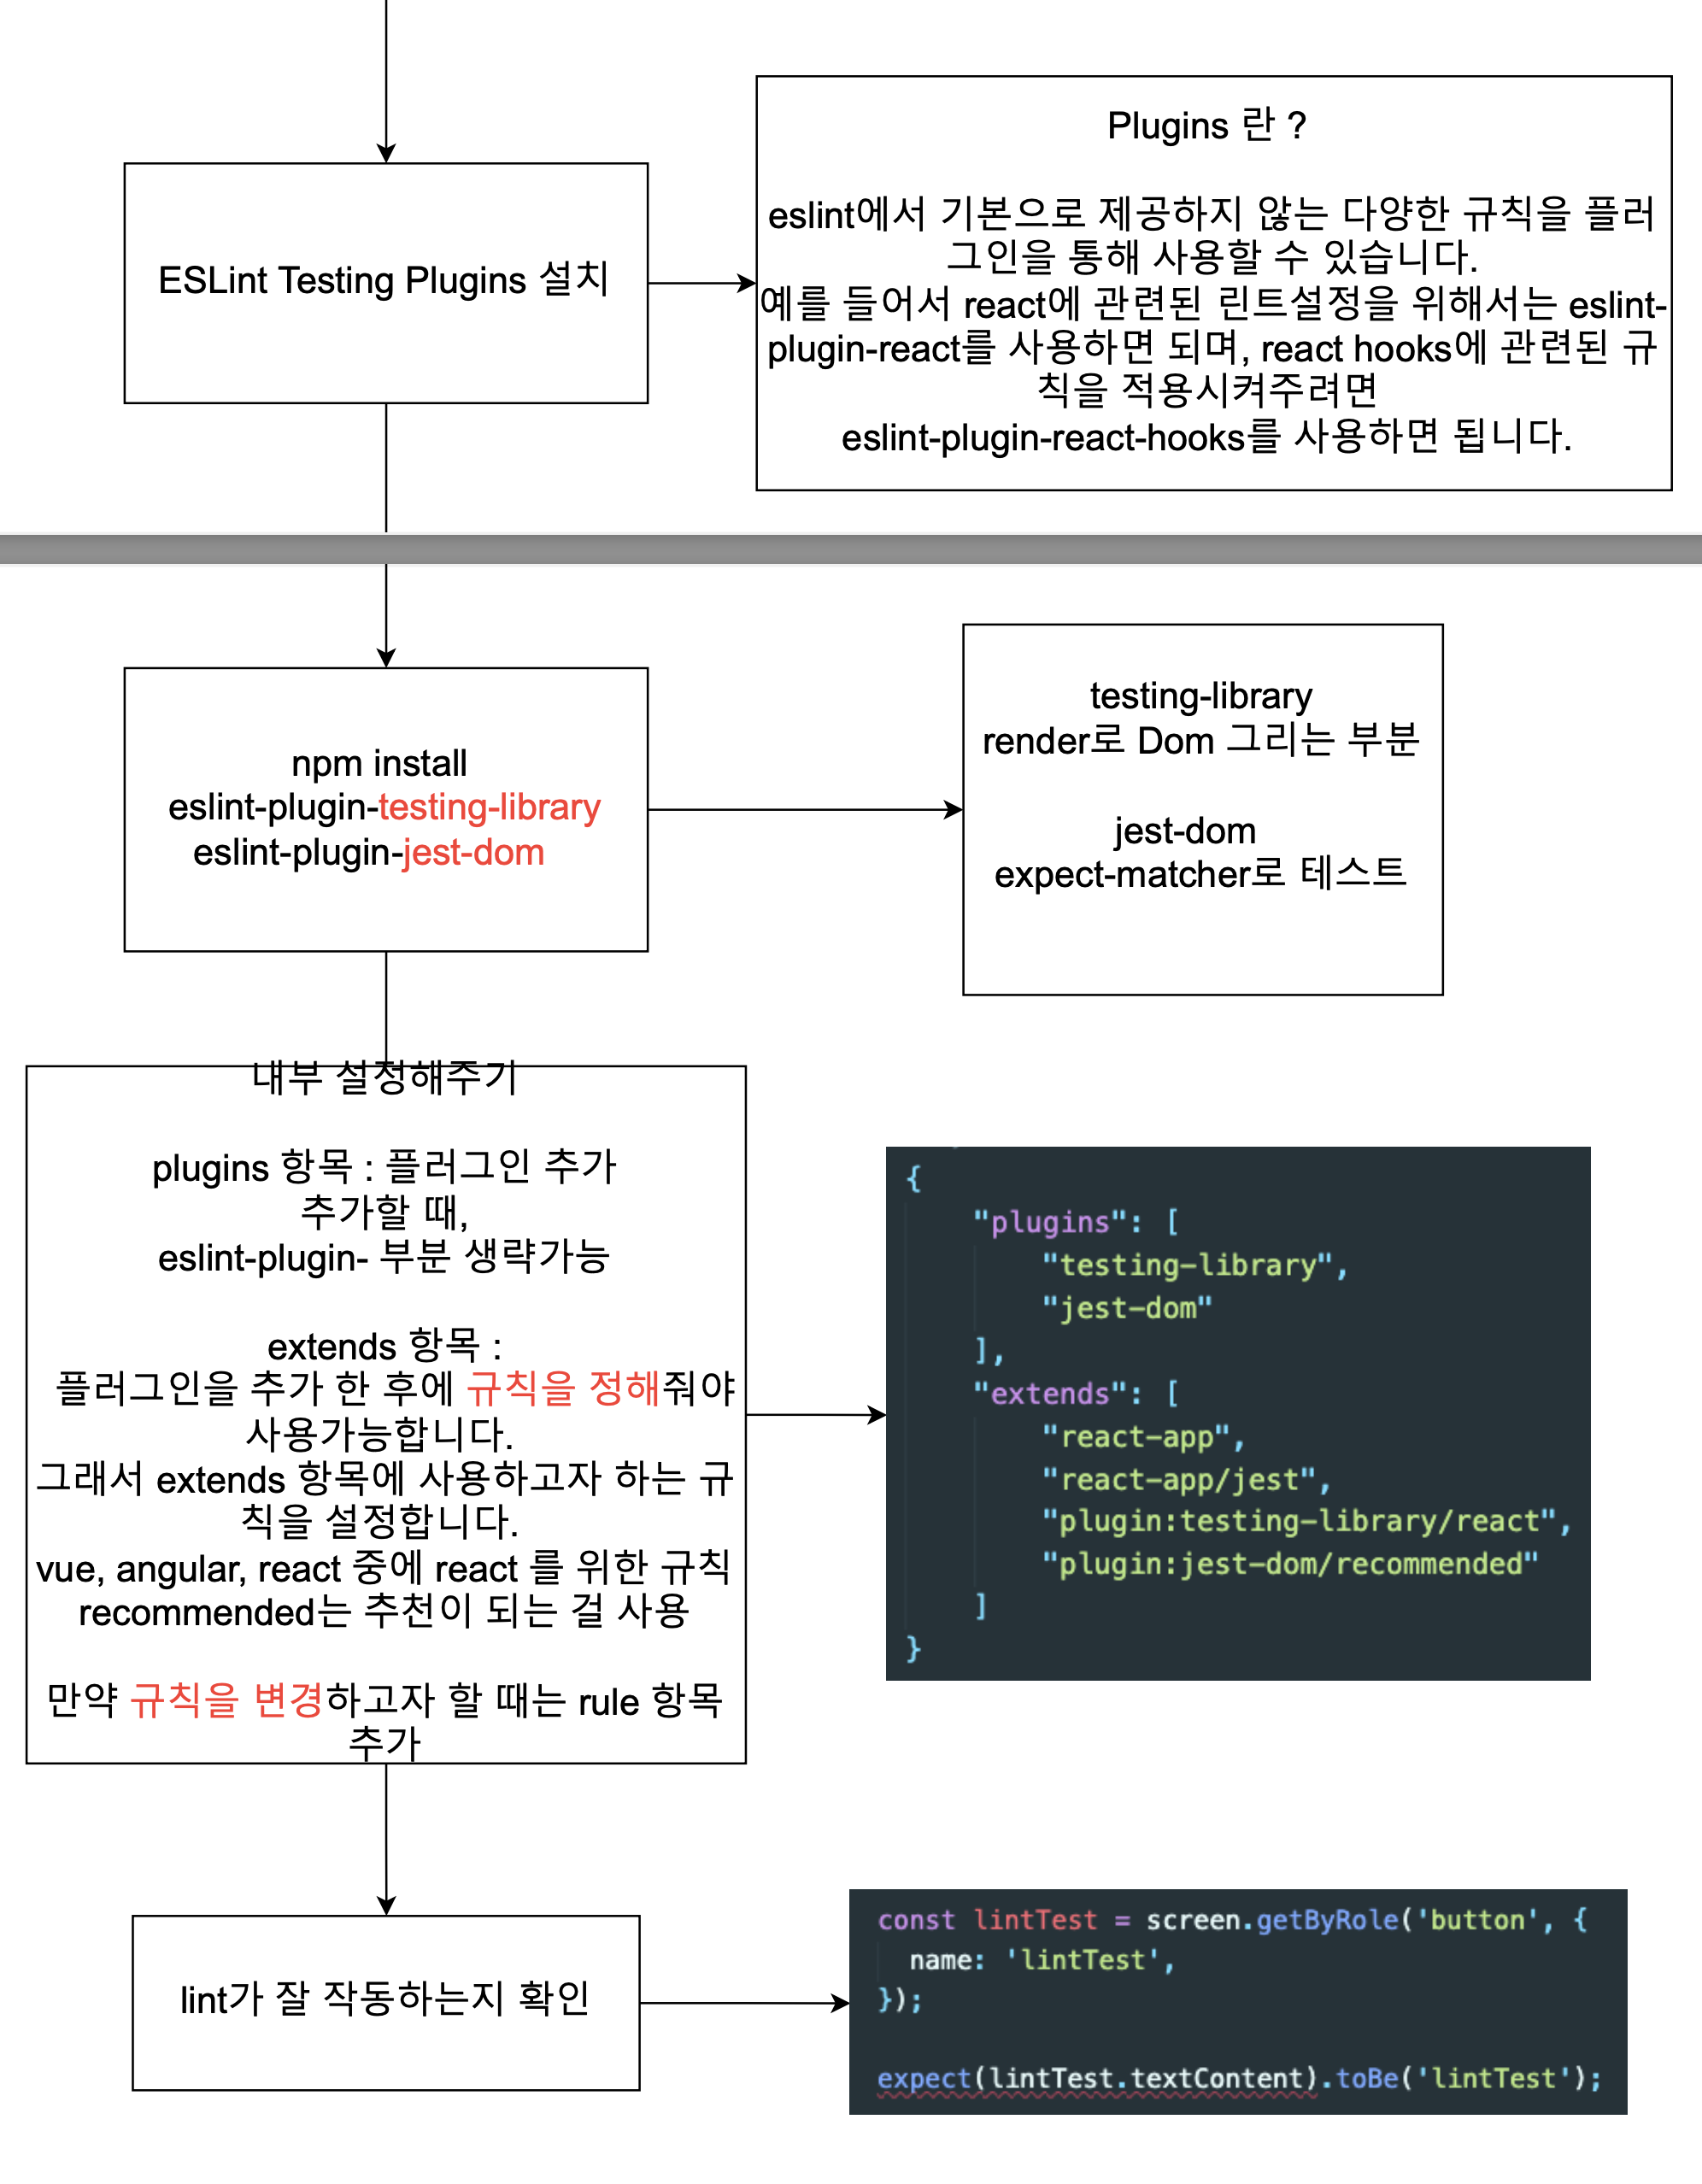 ESLint Testing Plugins 설치
Plugins 란 ?
eslint에서 기본으로 제공하지 않는 다양한 규칙을 플러
그인을 통해 사용할 수 있습니다.
예를 들어서 react에 관련된 린트설정을 위해서는 eslint-
plugin-react를 사용하면 되며, react hooks에 관련된 규
칙을 적용시켜주려면
eslint-plugin-react-hooks를 사용하면 됩니다.
npm install
eslint-plugin-testing-library
eslint-plugin-jest-dom
testing-library
render로 Dom 그리는 부분
jest-dom
expect-matcher로 테스트
내부 설정해주기
plugins 항목 : 플러그인 추가
추가할 때,
eslint-plugin- 부분 생략가능
extends 항목 :
플러그인을 추가 한 후에 규칙을 정해줘야
사용가능합니다.
그래서 extends 항목에 사용하고자 하는 규
칙을 설정합니다.
vue, angular, react 중에 react 를 위한 규칙
recommended는 추천이 되는 걸 사용
만약 규칙을 변경하고자 할 때는 rule 항목
추가
{
"plugins": [
"testing-library",
"jest-dom"
],
"extends": [
"react-app",
"react-app/jest",
"plugin:testing-library/react",
"plugin:jest-dom/recommended"
]
}
lint가 잘 작동하는지 확인
const lintTest = screen.getByRole('button', {
name: 'lintTest',
});
expect(lintTest.textContent).toBe('lintTest');